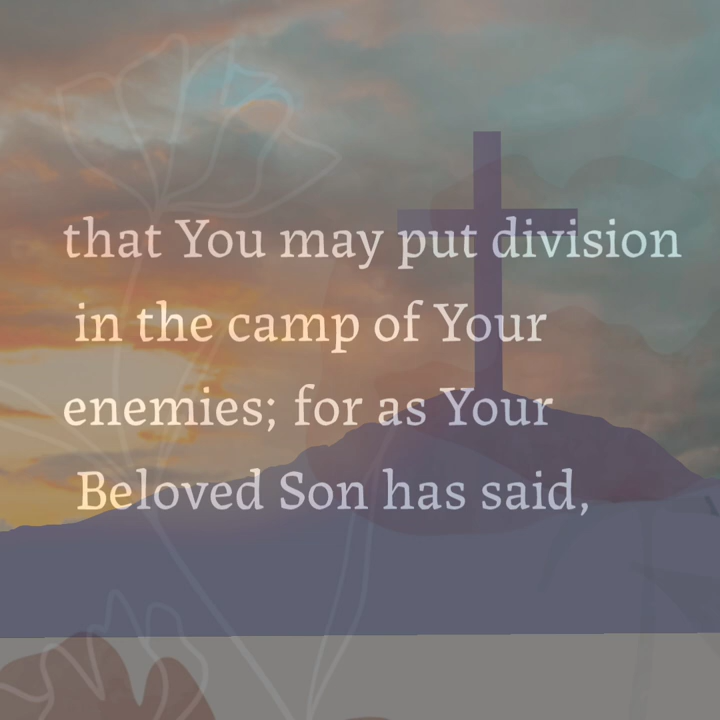 that You may put division
in the camp of Your
enemies; for as Your
Beloved Son has said,